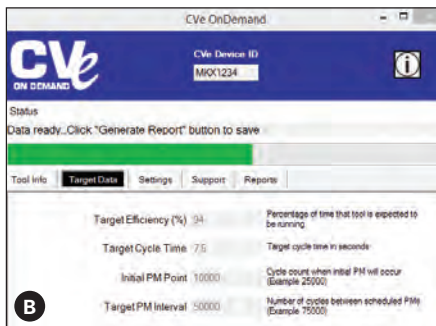 CVe OnDemand
CVe
ON DEMAND
CVe Device ID
MKX1234
i
Status
Data ready..Click "Generate Report" button to save
Tool Info Target Data Settings Support Reports
Target Efficiency (%) 94 Percentage of time that tool is expected to
be running
Target Cycle Time 7.5 Target cycle time in seconds
Initial PM Point 10000 Cycle count when initial PM will occur
(Example 25000)
Target PM Interval 50000 Number of cycles between scheduled PMs
(Example 75000)
B